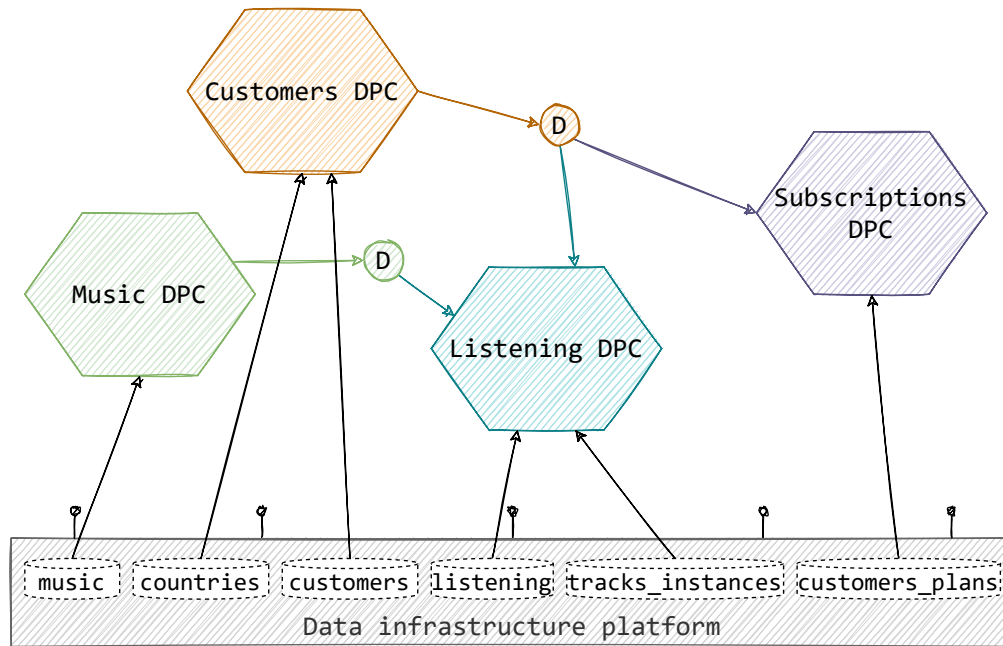 Customers DPC
D
Subscriptions
DPC
Music DPC
D
Listening DPC
music
countries
customers
listening
tracks_instances
customers_plans
Data infrastructure platform